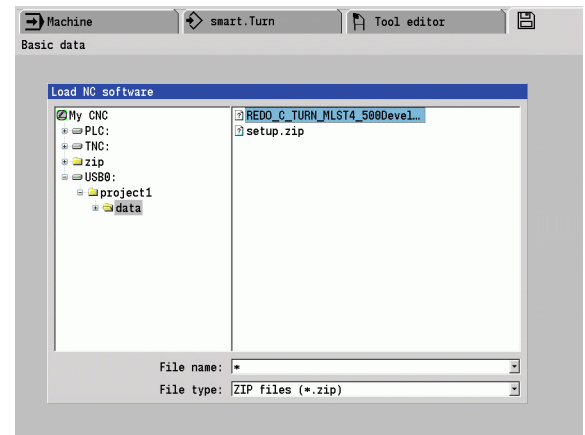 Machine
smart.Turn
Tool editor
Basic data
Load NC software
My CNC
PLC:
TNC:
zip
USB0:
project1
data
REDO_C_TURN_MLST4_500Devel...
setup.zip
File name: *
File type: ZIP files (*.zip)